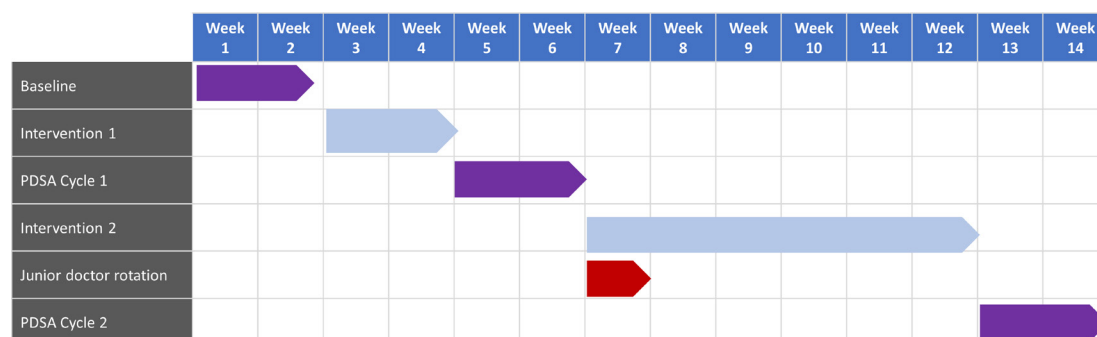 Week Week Week Week Week Week Week Week Week Week Week Week Week Week
1 2 3 4 5 6 7 8 9 10 11 12 13 14
Baseline
Intervention 1
PDSA Cycle 1
Intervention 2
Junior doctor rotation
PDSA Cycle 2